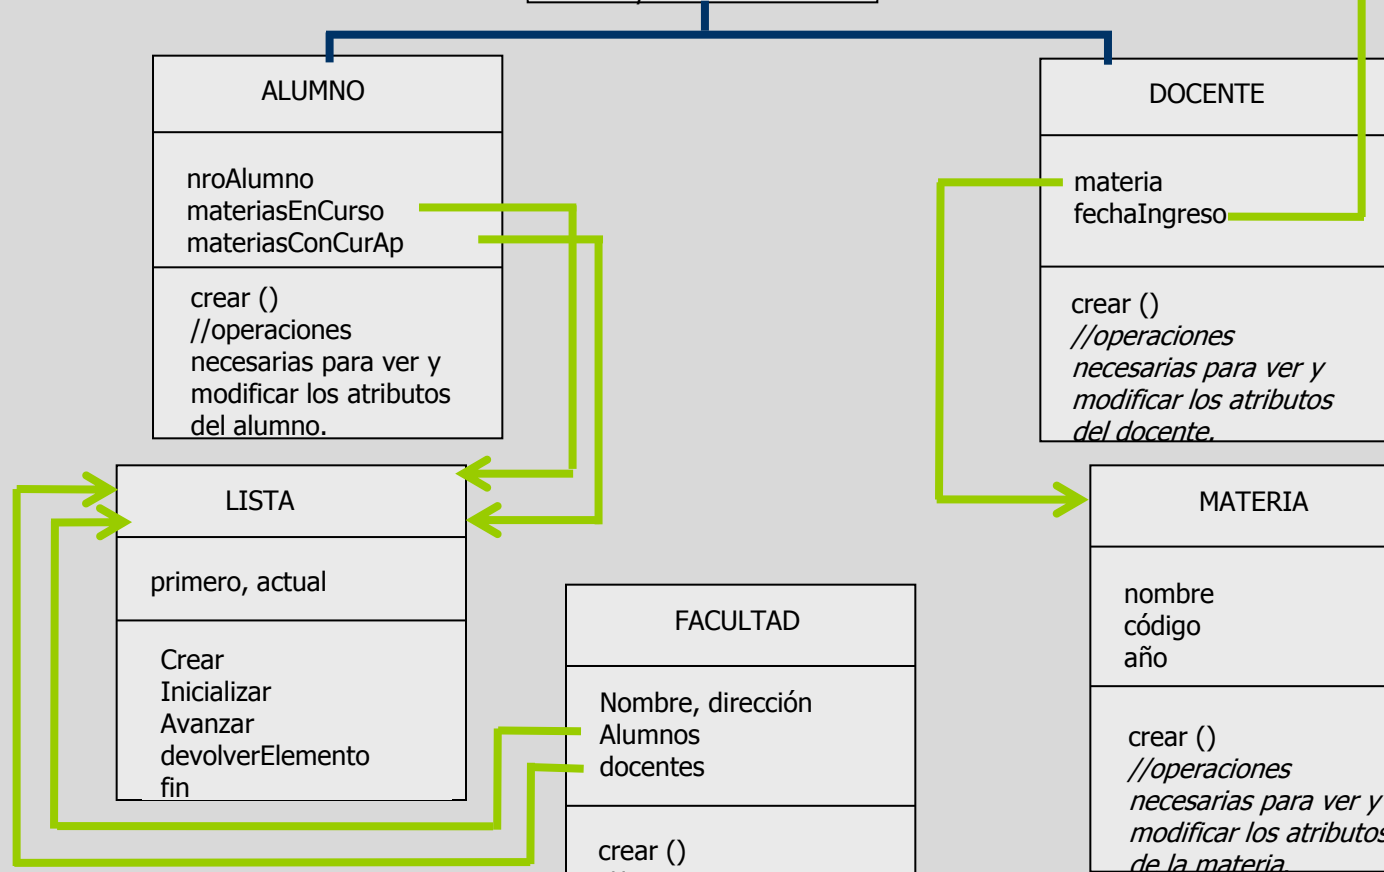 ALUMNO
nroAlumno
materiasEnCurso
materiasConCurAp
crear ()
//operaciones
necesarias para ver y
modificar los atributos
del alumno.
DOCENTE
materia
fechaIngreso
crear ()
//operaciones
necesarias para ver y
modificar los atributos
del docente.
LISTA
primero, actual
Crear
Inicializar
Avanzar
devolverElemento
fin
FACULTAD
Nombre, dirección
Alumnos
docentes
crear ()
MATERIA
nombre
código
año
crear ()
//operaciones
necesarias para ver y
modificar los atributos
de la materia.